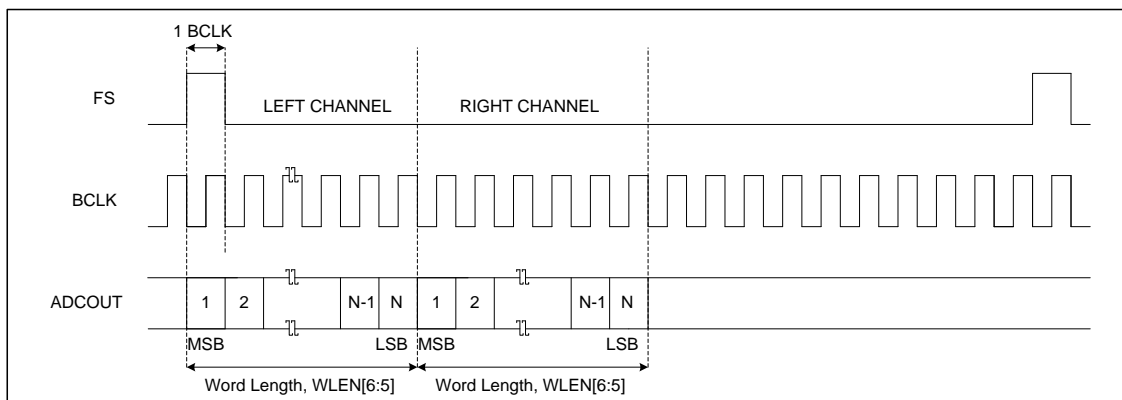 1 BCLK
FS
LEFT CHANNEL
RIGHT CHANNEL
BCLK
ADCOUT
1
2
N-1
N
1
2
N-1
N
MSB
LSB
MSB
LSB
Word Length, WLEN[6:5]
Word Length, WLEN[6:5]